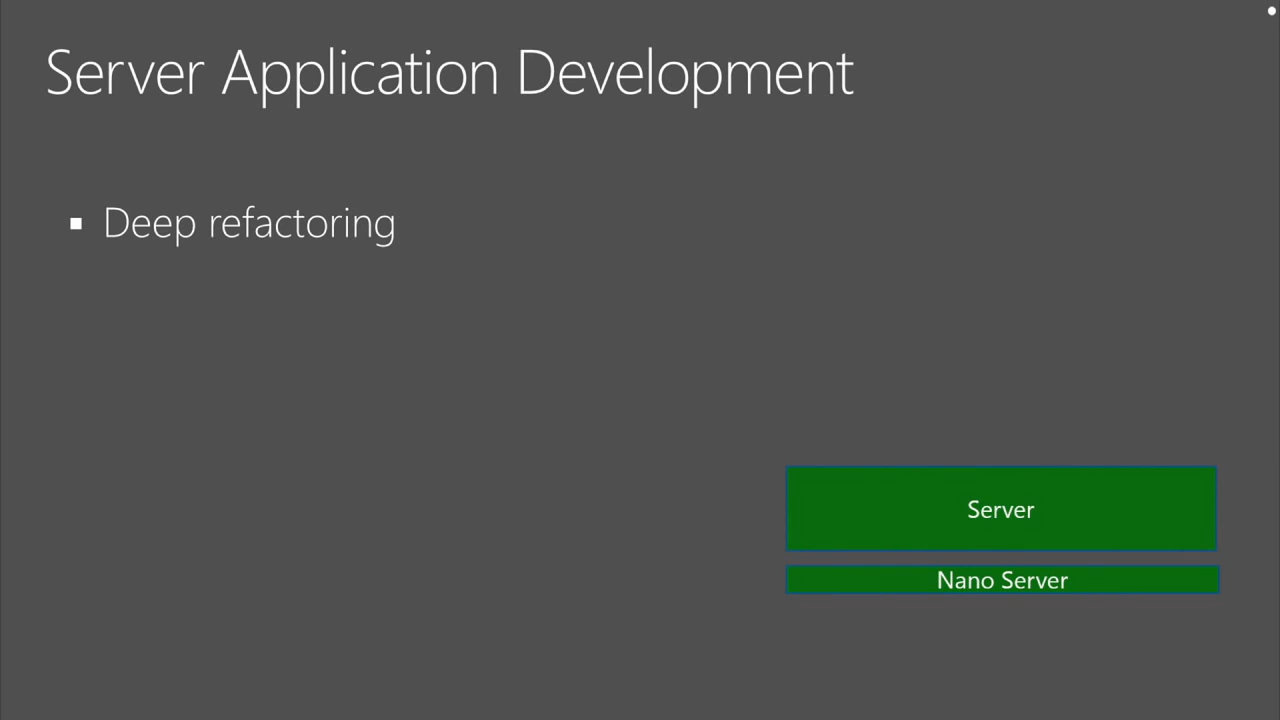 Server Application Development
Deep refactoring
Server
Nano Server